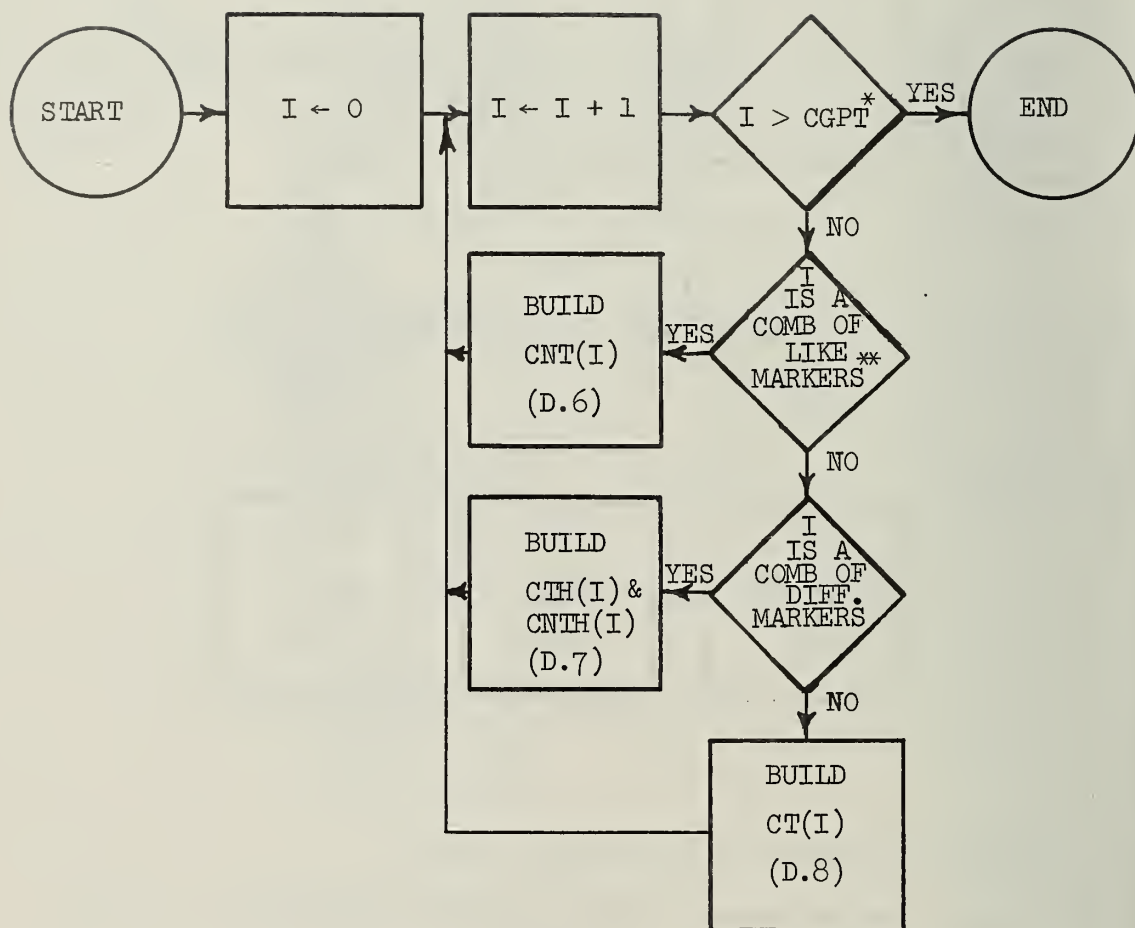 START
I ← 0
I ← I + 1
I > CGPT*
YES
END
NO
I
IS A
COMB OF
LIKE
MARKERS**
YES
BUILD
CNT(I)
(D.6)
NO
I
IS A
COMB OF
DIFF.
MARKERS
YES
BUILD
CTH(I) &
CNTH(I)
(D.7)
NO
BUILD
CT(I)
(D.8)